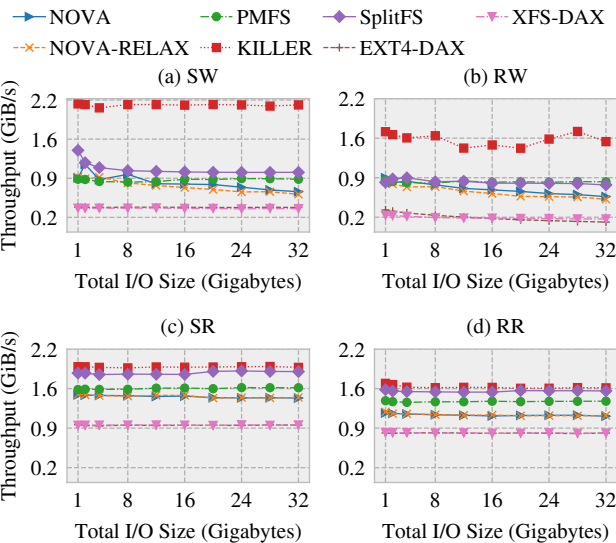 NOVA PMFS SplitFS XFS-DAX
NOVA-RELAX KILLER EXT4-DAX
(a) SW (b) RW
Throughput (GiB/s)
2.2 2.2
1.6 1.6
0.9 0.9
0.2 0.2
1 8 16 24 32 1 8 16 24 32
Total I/O Size (Gigabytes) Total I/O Size (Gigabytes)
(c) SR (d) RR
Throughput (GiB/s)
2.2 2.2
1.6 1.6
0.9 0.9
0.2 0.2
1 8 16 24 32 1 8 16 24 32
Total I/O Size (Gigabytes) Total I/O Size (Gigabytes)